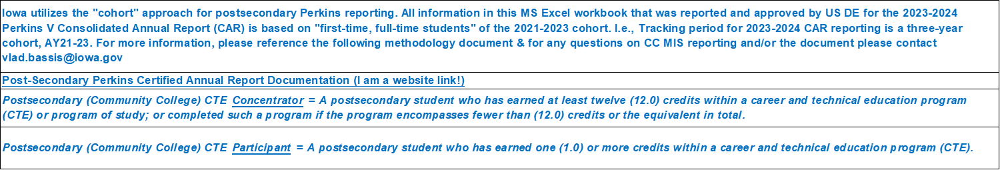 Iowa utilizes the "cohort" approach for postsecondary Perkins reporting. All information in this MS Excel workbook that was reported and approved by US DE for the 2023-2024
Perkins V Consolidated Annual Report (CAR) is based on "first-time, full-time students" of the 2021-2023 cohort. I.e., Tracking period for 2023-2024 CAR reporting is a three-year
cohort, AY21-23. For more information, please reference the following methodology document & for any questions on CC MIS reporting and/or the document please contact
vlad.bassis@iowa.gov
Post-Secondary Perkins Certified Annual Report Documentation (I am a website link!)
Postsecondary (Community College) CTE Concentrator = A postsecondary student who has earned at least twelve (12.0) credits within a career and technical education program
(CTE) or program of study; or completed such a program if the program encompasses fewer than (12.0) credits or the equivalent in total.
Postsecondary (Community College) CTE Participant = A postsecondary student who has earned one (1.0) or more credits within a career and technical education program (CTE).